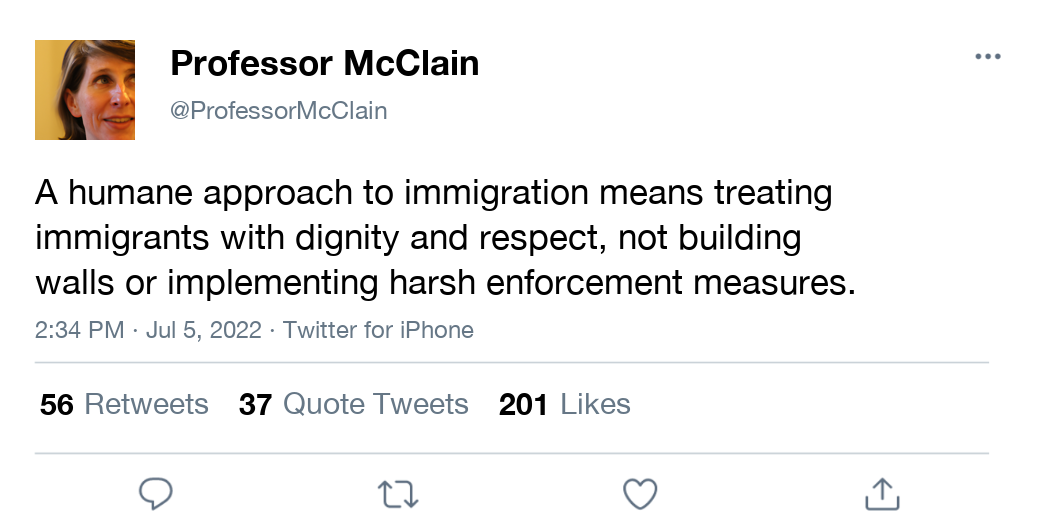 Professor McClain
@ProfessorMcClain
A humane approach to immigration means treating
immigrants with dignity and respect, not building
walls or implementing harsh enforcement measures.
2:34 PM · Jul 5, 2022 · Twitter for iPhone
56 Retweets 37 Quote Tweets 201 Likes